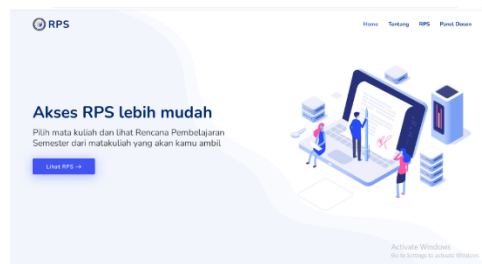 RPS
Home Tentang RPS Panel Dosen
Akses RPS lebih mudah
Pilih mata kuliah dan lihat Rencana Pembelajaran
Semester dari matakuliah yang akan kamu ambil
Lihat RPS →
Activate Windows
Go to Settings to activate Windows.